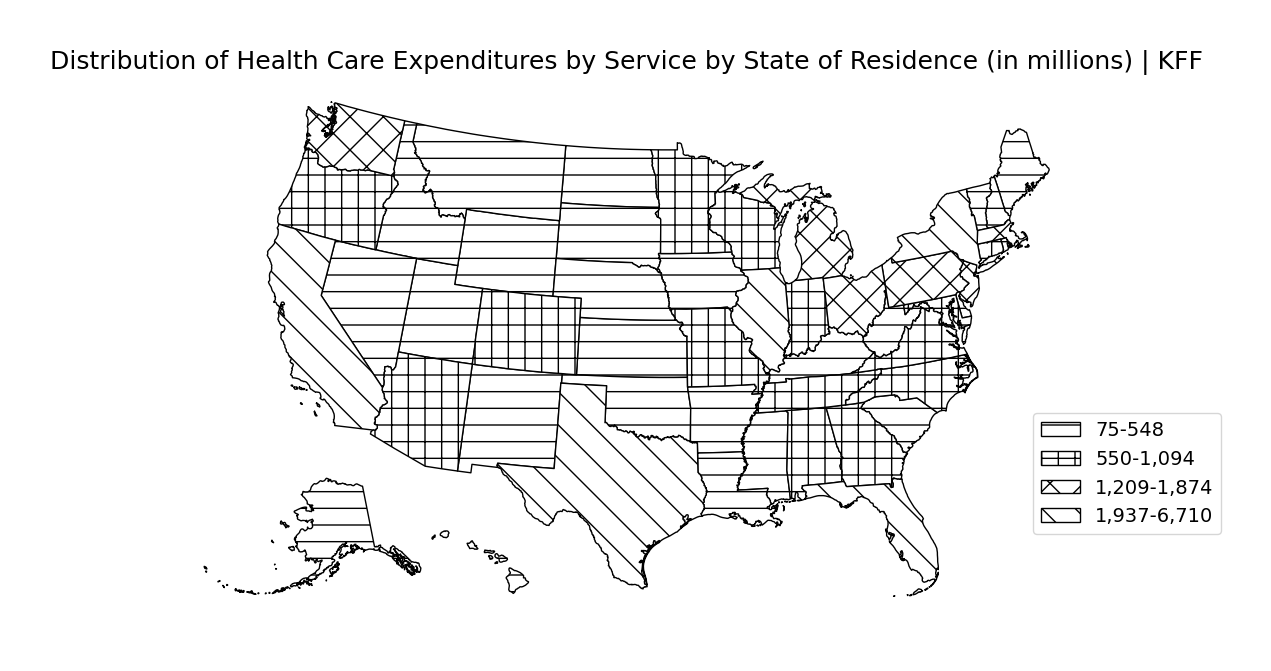 Distribution of Health Care Expenditures by Service by State of Residence (in millions) | KFF
75-548
550-1,094
1,209-1,874
1,937-6,710